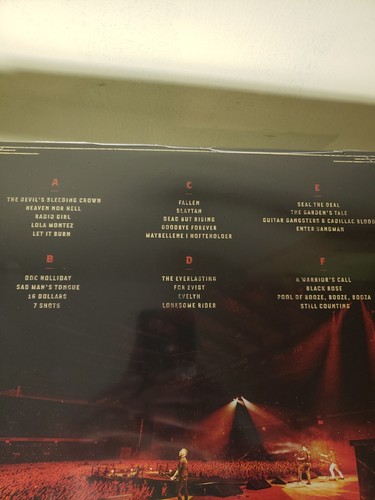 A
THE DEVIL'S BLEEDING CROWN
HEAVEN NOR HELL
RADIO GIRL
LOLA MONTEZ
LET IT BURN
B
DOC HOLLIDAY
SAD MAN'S TONGUE
16 DOLLARS
7 SHOTS
C
FALLEN
SLAYTAN
DEAD BUT RISING
GOODBYE FOREVER
MAYBELLENE I HOFTEHOLDER
D
THE EVERLASTING
FOR EVIGT
EVELYN
LONESOME RIDER
E
SEAL THE DEAL
THE GARDEN'S TALE
GUITAR GANGSTERS & CADILLAC BLOOD
ENTER SANDMAN
F
A WARRIOR'S CALL
BLACK ROSE
POOL OF BOOZE, BOOZE, BOOZA
STILL COUNTING